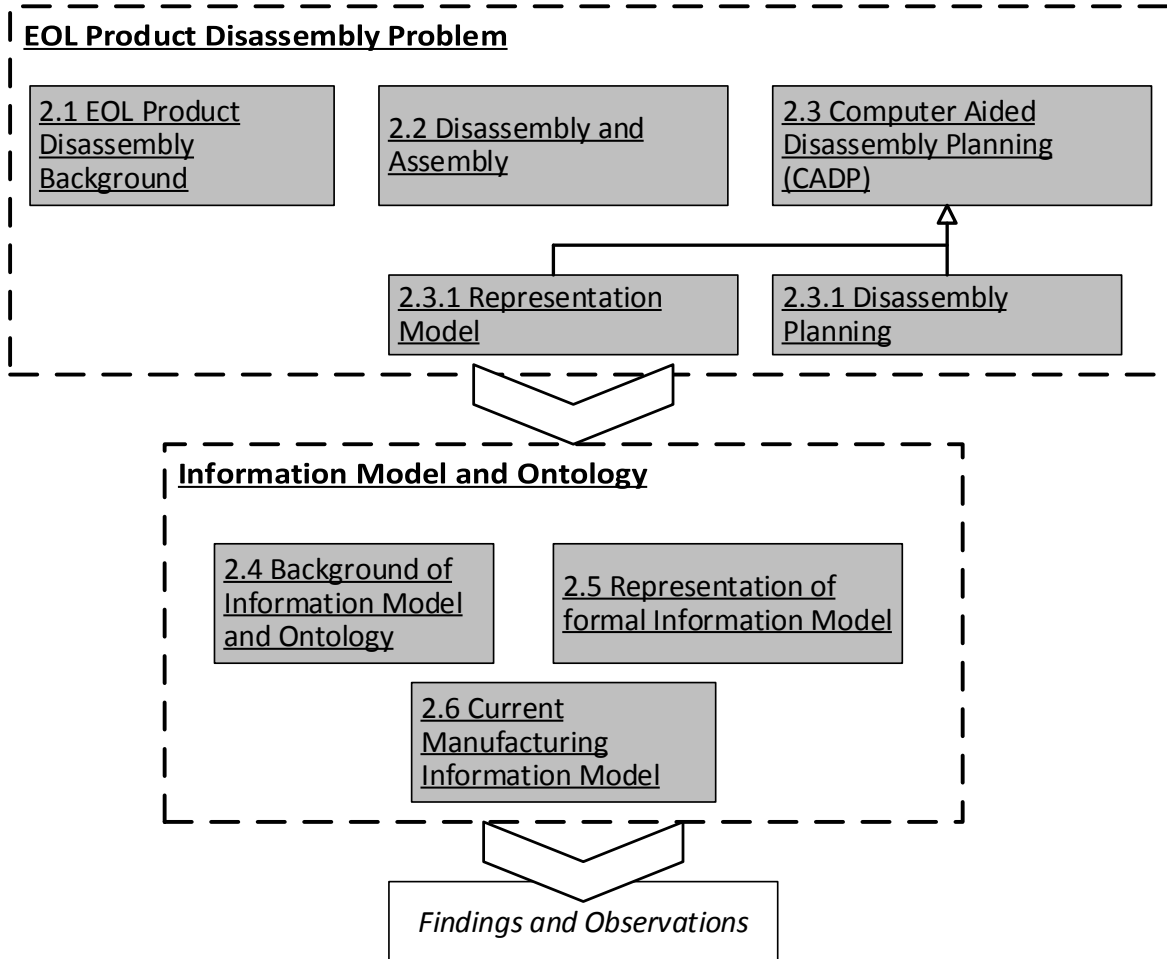 EOL Product Disassembly Problem
2.1 EOL Product
Disassembly
Background
2.2 Disassembly and
Assembly
2.3 Computer Aided
Disassembly Planning
(CADP)
2.3.1 Representation
Model
2.3.1 Disassembly
Planning
Information Model and Ontology
2.4 Background of
Information Model
and Ontology
2.5 Representation of
formal Information Model
2.6 Current
Manufacturing
Information Model
Findings and Observations